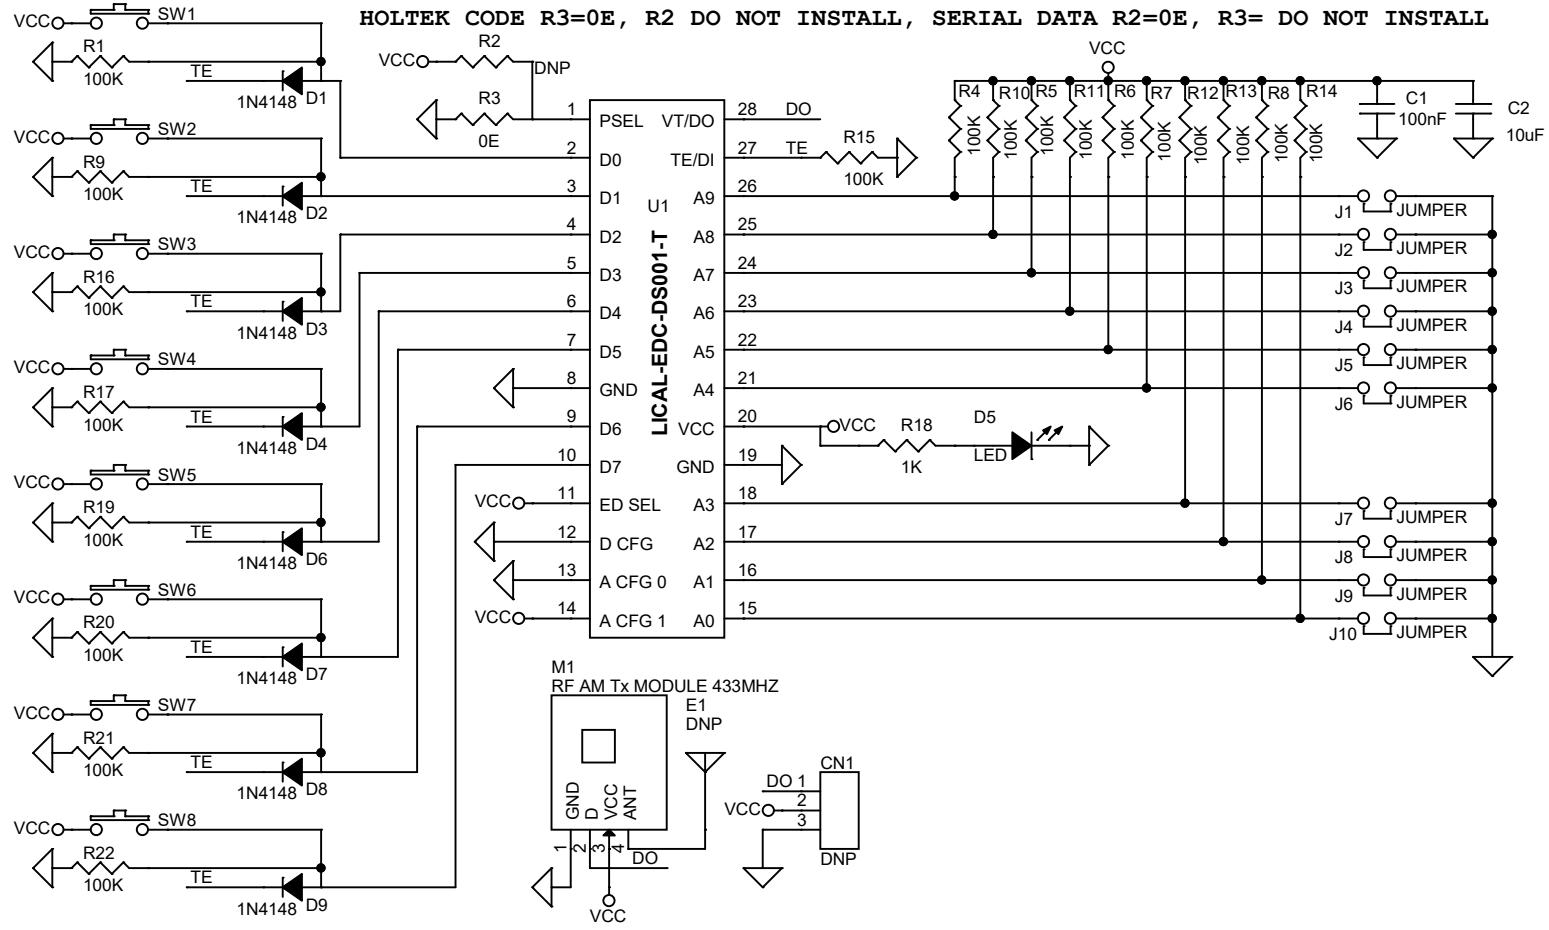 HOLTEK CODE R3=0E, R2 DO NOT INSTALL, SERIAL DATA R2=0E, R3= DO NOT INSTALL
VCC SW1
R1
100K
TE
1N4148 D1
VCC SW2
R9
100K
TE
1N4148 D2
VCC SW3
R16
100K
TE
1N4148 D3
VCC SW4
R17
100K
TE
1N4148 D4
VCC SW5
R19
100K
TE
1N4148 D6
VCC SW6
R20
100K
TE
1N4148 D7
VCC SW7
R21
100K
TE
1N4148 D8
VCC SW8
R22
100K
TE
1N4148 D9
R2
VCC
DNP
R3
0E
U1
LICAL-EDC-DS001-T
1 PSEL
2 D0
3 D1
4 D2
5 D3
6 D4
7 D5
8 GND
9 D6
10 D7
VCC 11 ED SEL
12 D CFG
13 A CFG 0
VCC 14 A CFG 1
VT/DO 28 DO
TE/DI 27 TE
R15
100K
A9 26
A8 25
A7 24
A6 23
A5 22
A4 21
VCC 20
GND 19
A3 18
A2 17
A1 16
A0 15
VCC
R18
1K
D5
LED
VCC
R4 R10 R5 R11 R6 R7 R12 R13 R8 R14
100K 100K 100K 100K 100K 100K 100K 100K 100K 100K
C1
100nF
C2
10uF
J1 JUMPER
J2 JUMPER
J3 JUMPER
J4 JUMPER
J5 JUMPER
J6 JUMPER
J7 JUMPER
J8 JUMPER
J9 JUMPER
J10 JUMPER
M1
RF AM Tx MODULE 433MHZ
E1
DNP
GND
D
VCC
ANT
1
2
3
4
DO
VCC
CN1
DO 1
VCC 2
3
DNP